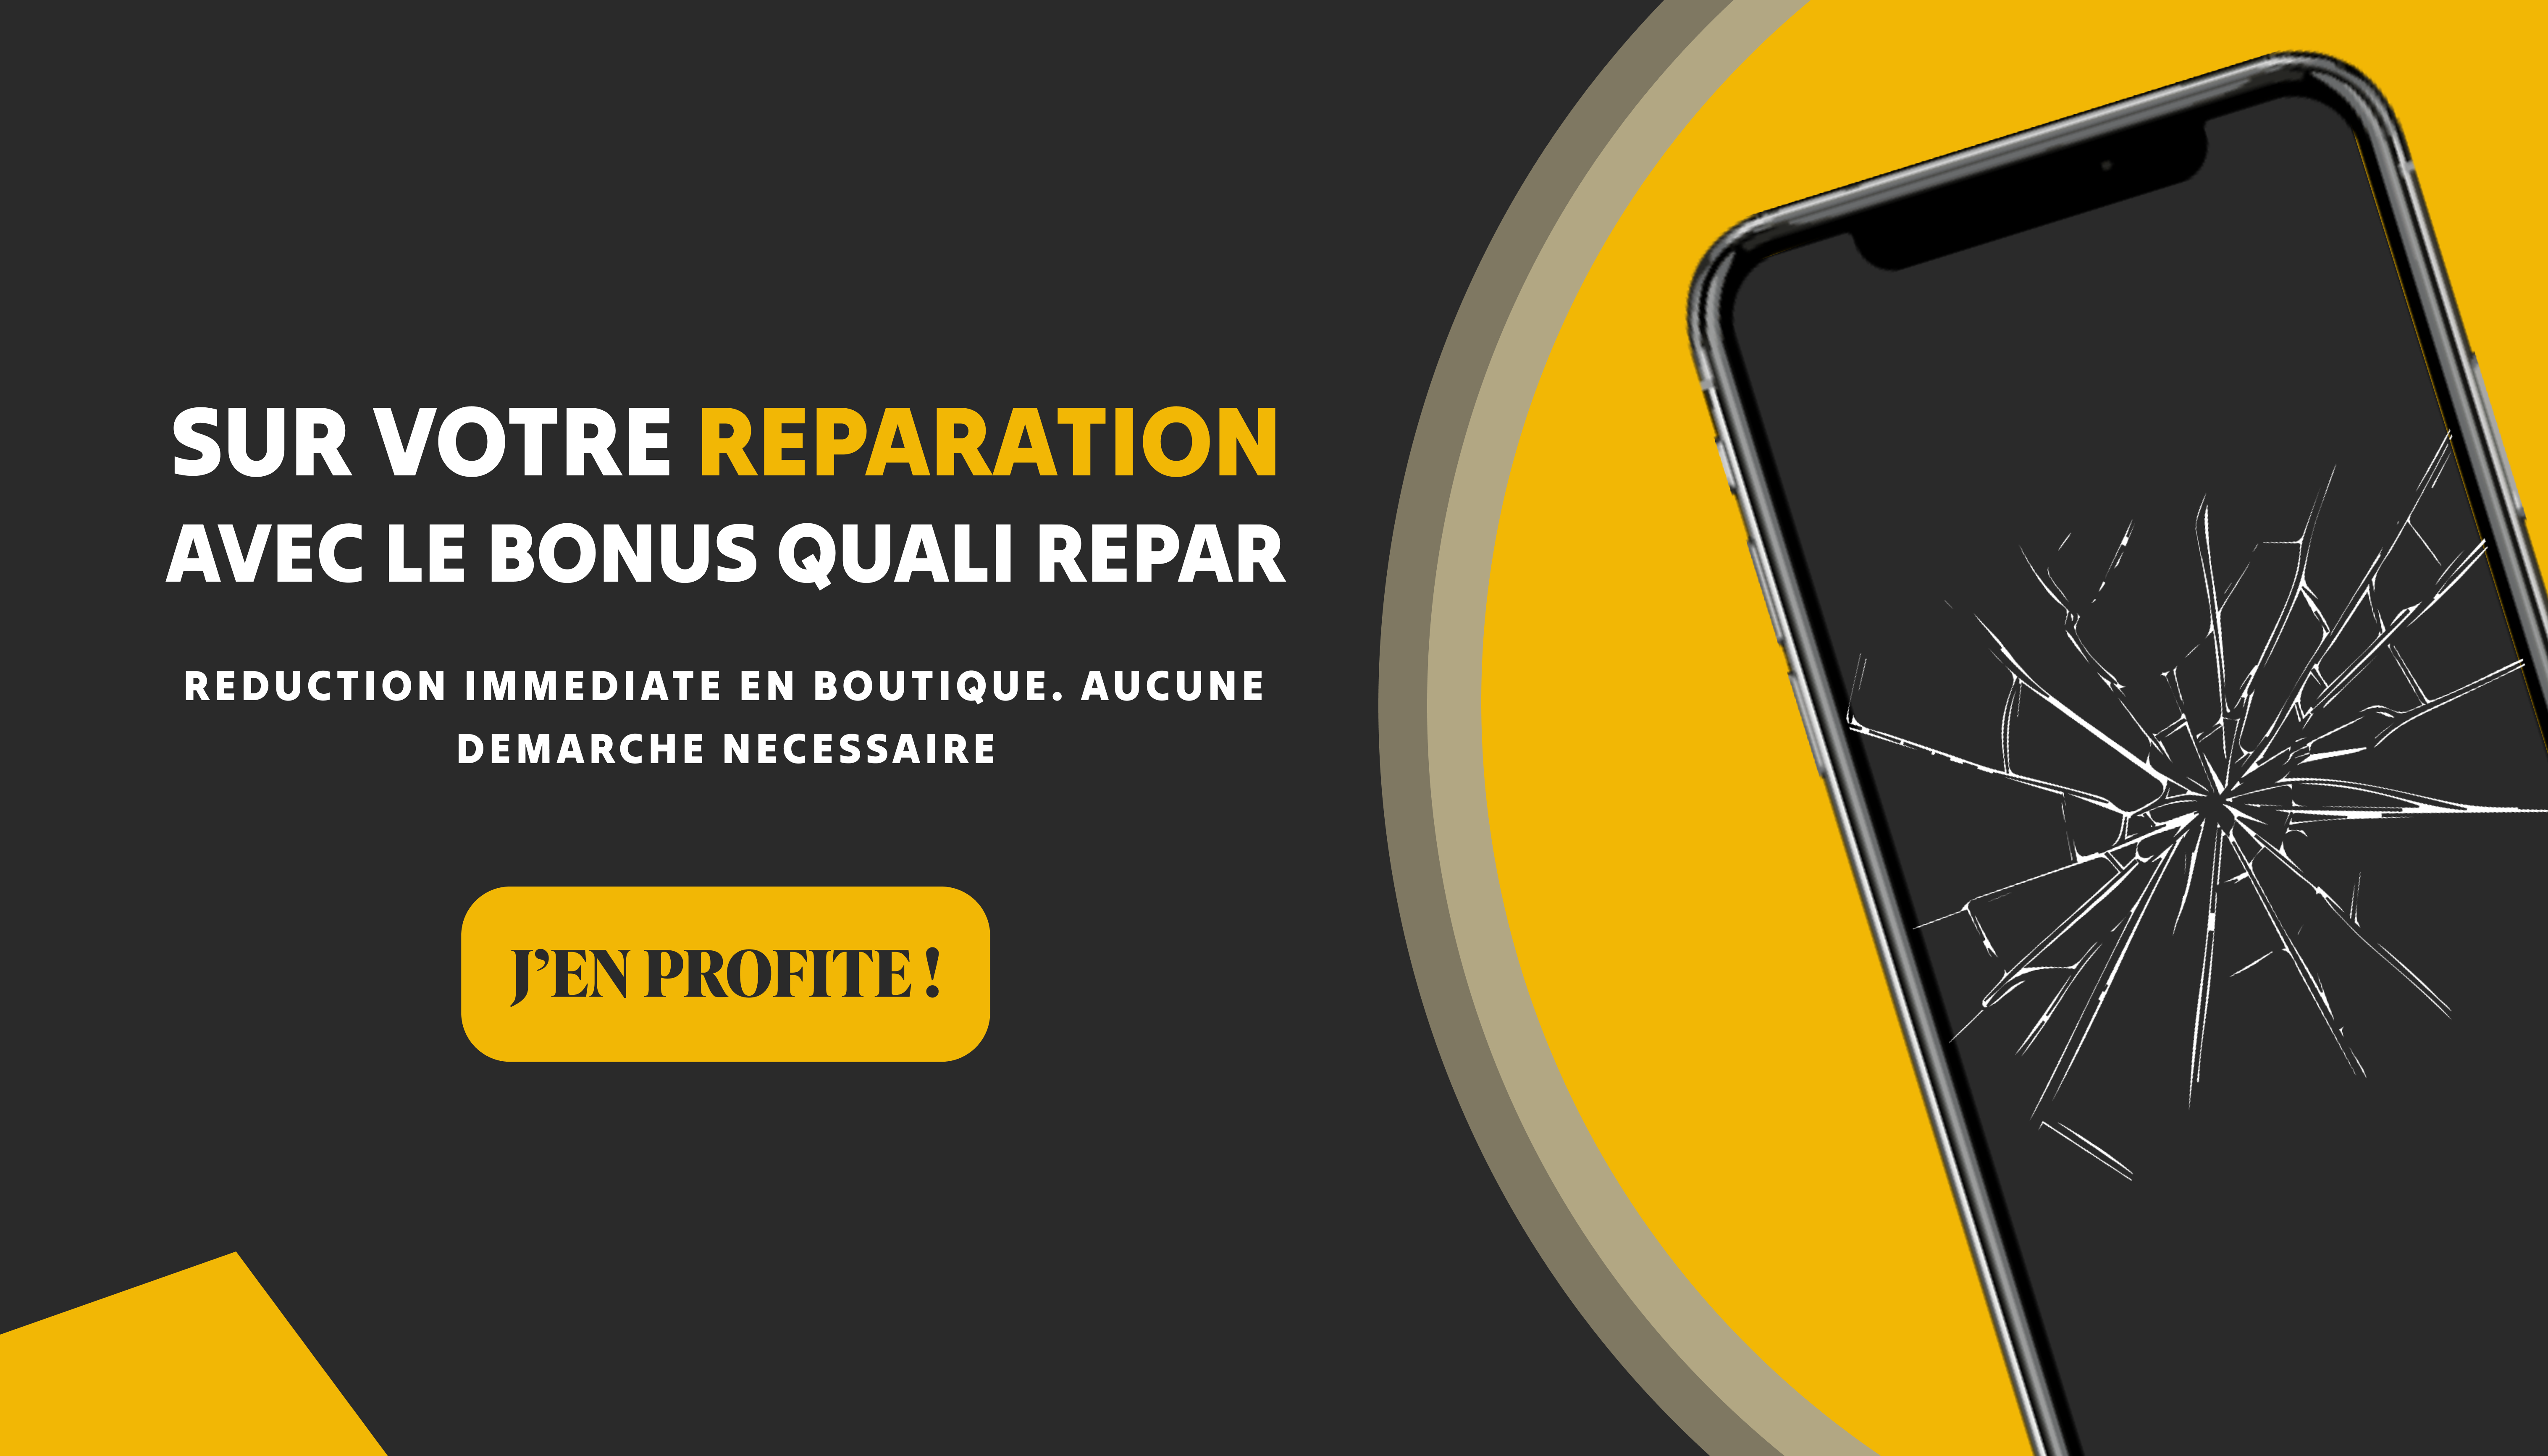 SUR VOTRE REPARATION
AVEC LE BONUS QUALI REPAR
REDUCTION IMMEDIATE EN BOUTIQUE. AUCUNE
DEMARCHE NECESSAIRE
J'EN PROFITE !